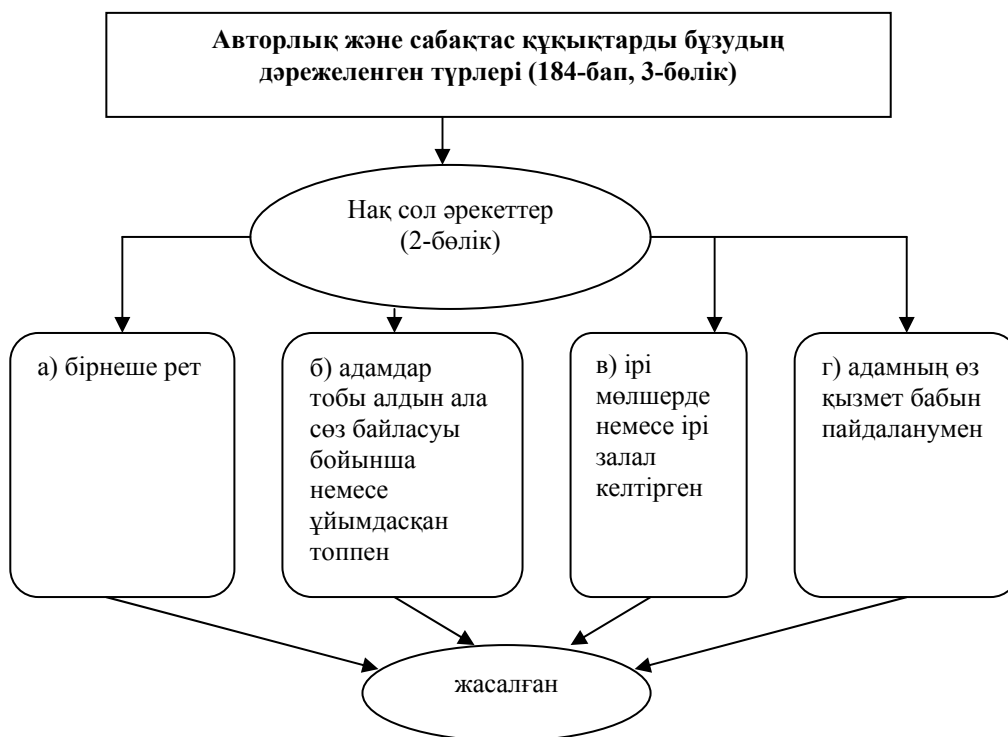 Авторлық және сабақтас құқықтарды бұзудың
дәрежеленген түрлері (184-бап, 3-бөлік)
Нақ сол әрекеттер
(2-бөлік)
а) бірнеше рет
б) адамдар
тобы алдын ала
сөз байласуы
бойынша
немесе
ұйымдасқан
топпен
в) ірі
мөлшерде
немесе ірі
залал
келтірген
г) адамның өз
қызмет бабын
пайдаланумен
жасалған